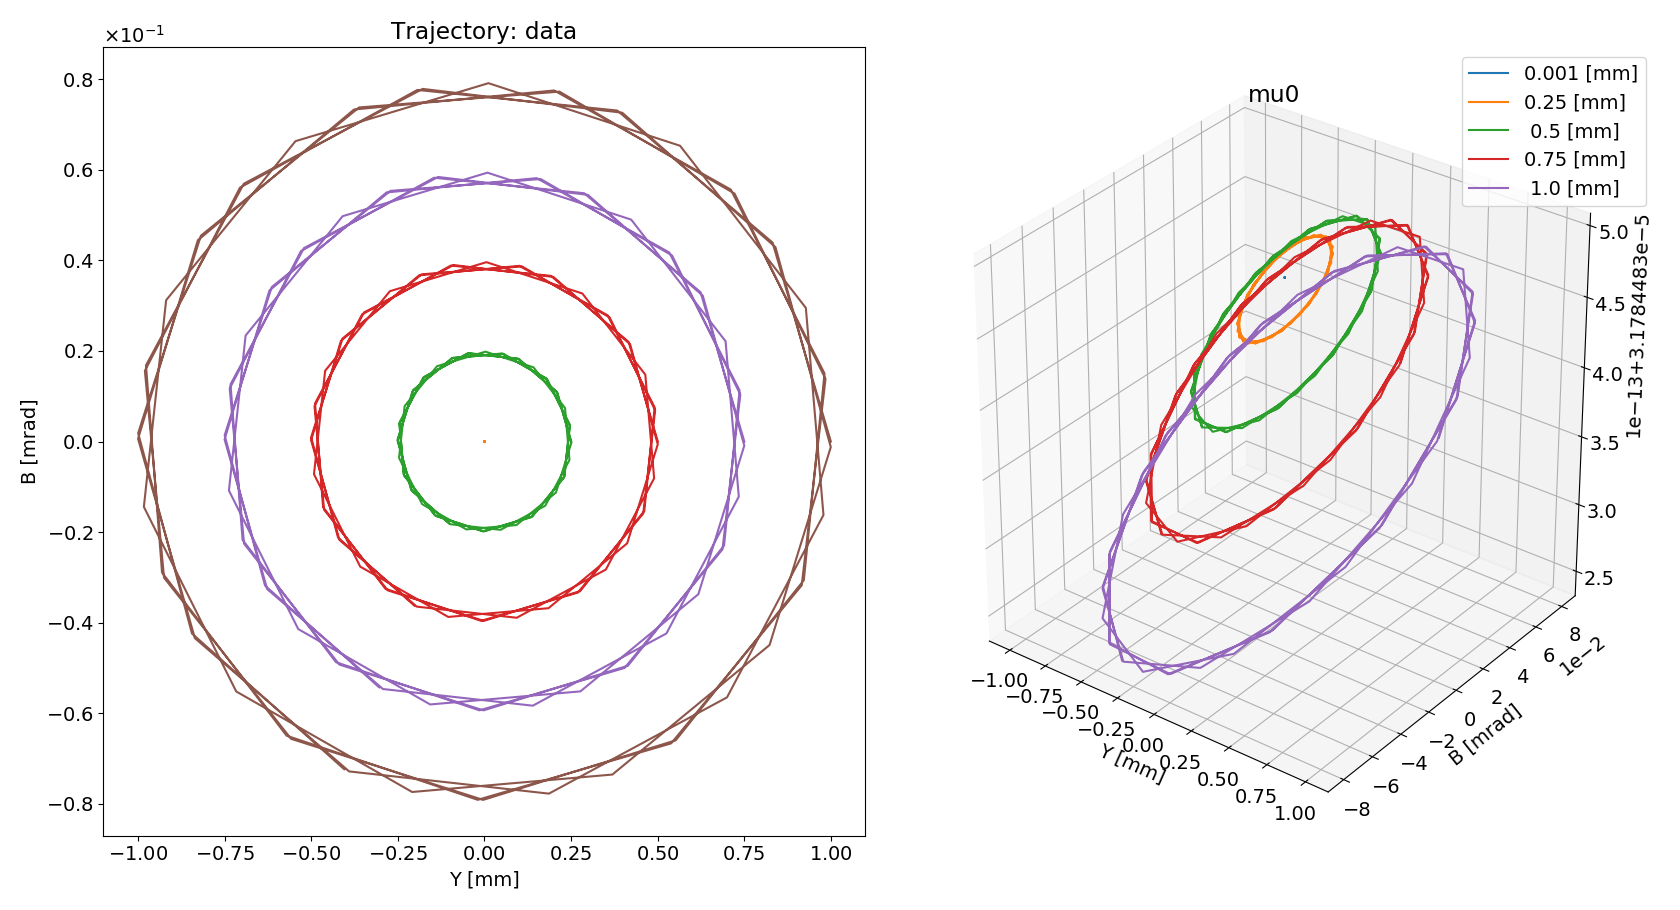 Trajectory: data
×10⁻¹
0.8
0.6
0.4
0.2
0.0
−0.2
−0.4
−0.6
−0.8
B [mrad]
−1.00 −0.75 −0.50 −0.25 0.00 0.25 0.50 0.75 1.00
Y [mm]
mu0
0.001 [mm]
0.25 [mm]
0.5 [mm]
0.75 [mm]
1.0 [mm]
5.0
4.5
4.0
3.5
3.0
2.5
1e−13+3.17844483e−5
−1.00
−0.75
−0.50
−0.25
0.00
0.25
0.50
0.75
1.00
Y [mm]
8
6
4
2
0
−2
−4
−6
−8
1e−2
B [mrad]